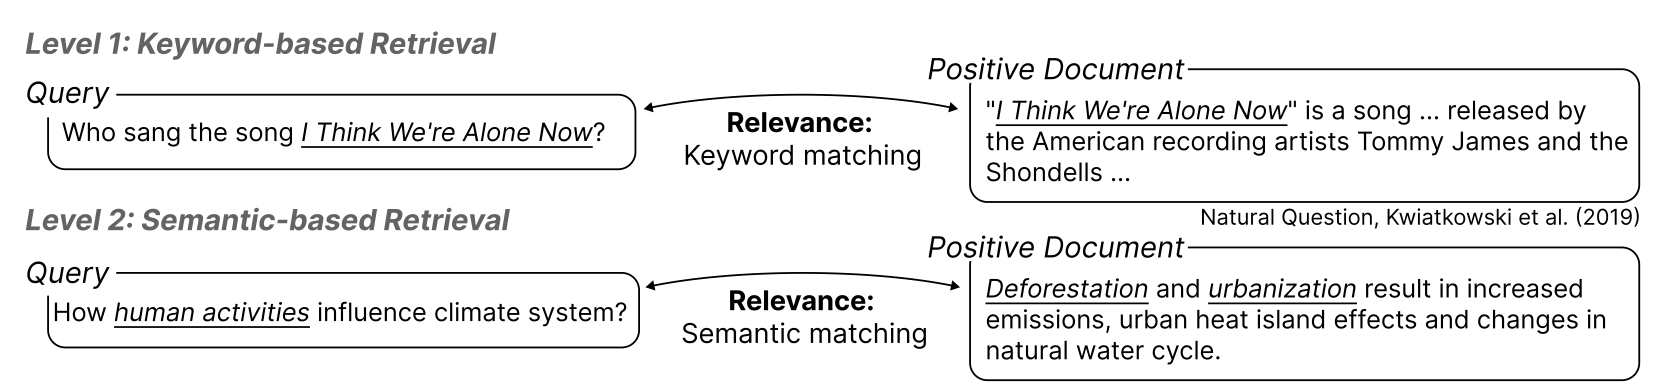 Level 1: Keyword-based Retrieval
Query
Who sang the song I Think We're Alone Now?
Relevance:
Keyword matching
Positive Document
"I Think We're Alone Now" is a song ... released by
the American recording artists Tommy James and the
Shondells ...
Natural Question, Kwiatkowski et al. (2019)
Level 2: Semantic-based Retrieval
Query
How human activities influence climate system?
Relevance:
Semantic matching
Positive Document
Deforestation and urbanization result in increased
emissions, urban heat island effects and changes in
natural water cycle.